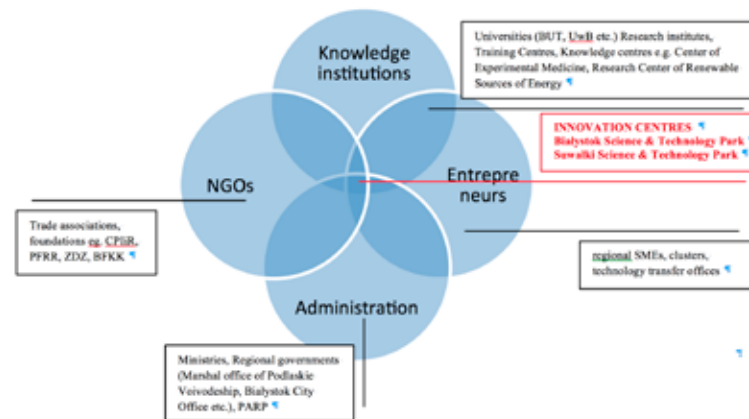 Knowledge
institutions
Universities (BUT, UwB etc.) Research institutes,
Training Centres, Knowledge centres e.g. Center of
Experimental Medicine, Research Center of Renewable
Sources of Energy ¶
INNOVATION CENTRES ¶
Białystok Science & Technology Park ¶
Suwałki Science & Technology Park ¶
NGOs
Entrepre
neurs
Trade associations,
foundations eg. CPIiR,
PFRR, ZDZ, BFKK ¶
regional SMEs, clusters,
technology transfer offices ¶
Administration
Ministries, Regional governments
(Marshal office of Podlaskie
Voivodeship, Białystok City
Office etc.), PARP ¶
¶